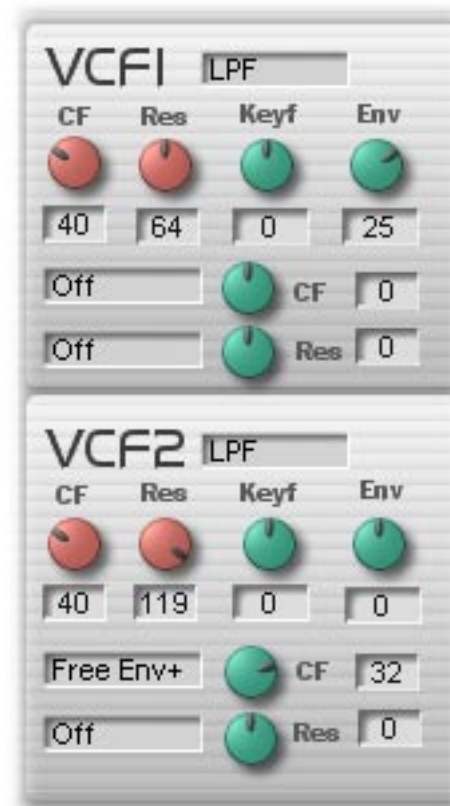 VCF1 LPF
CF Res Keyf Env
40 64 0 25
Off CF 0
Off Res 0
VCF2 LPF
CF Res Keyf Env
40 119 0 0
Free Env+ CF 32
Off Res 0